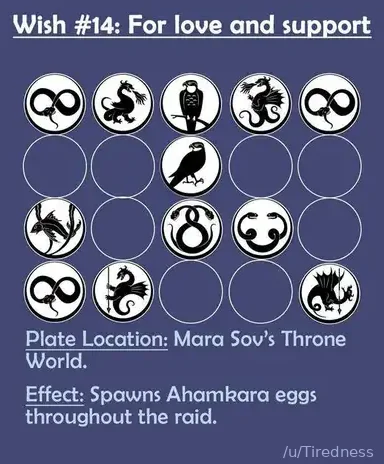 Wish #14: For love and support
Plate Location: Mara Sov's Throne
World.
Effect: Spawns Ahamkara eggs
throughout the raid.
/u/Tiredness